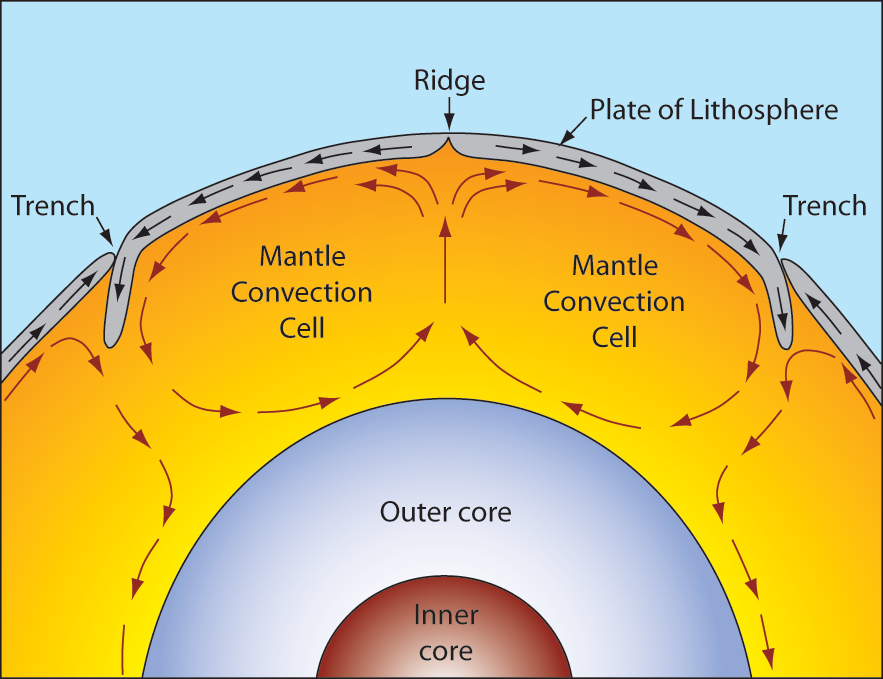 Ridge
Plate of Lithosphere
Trench
Trench
Mantle
Convection
Cell
Mantle
Convection
Cell
Outer core
Inner
core